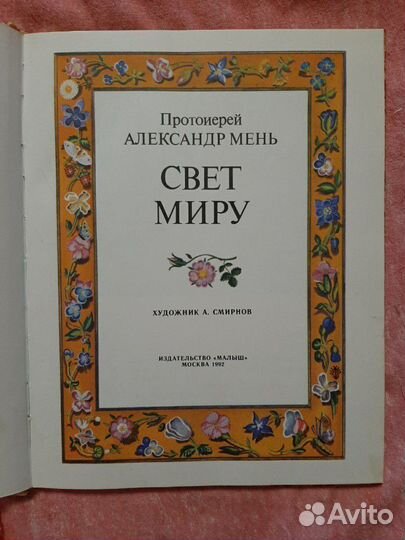 Протоиерей
АЛЕКСАНДР МЕНЬ
СВЕТ
МИРУ
ХУДОЖНИК А. СМИРНОВ
ИЗДАТЕЛЬСТВО «МАЛЫШ»
МОСКВА 1992
Avito